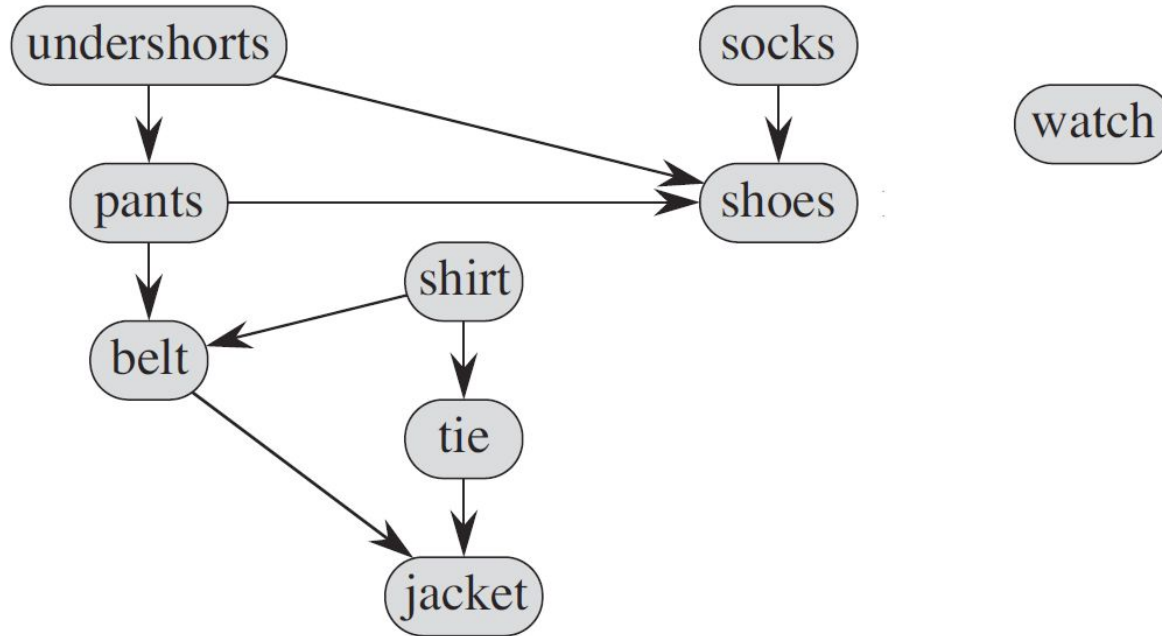 undershorts
socks
watch
pants
shoes
shirt
belt
tie
jacket